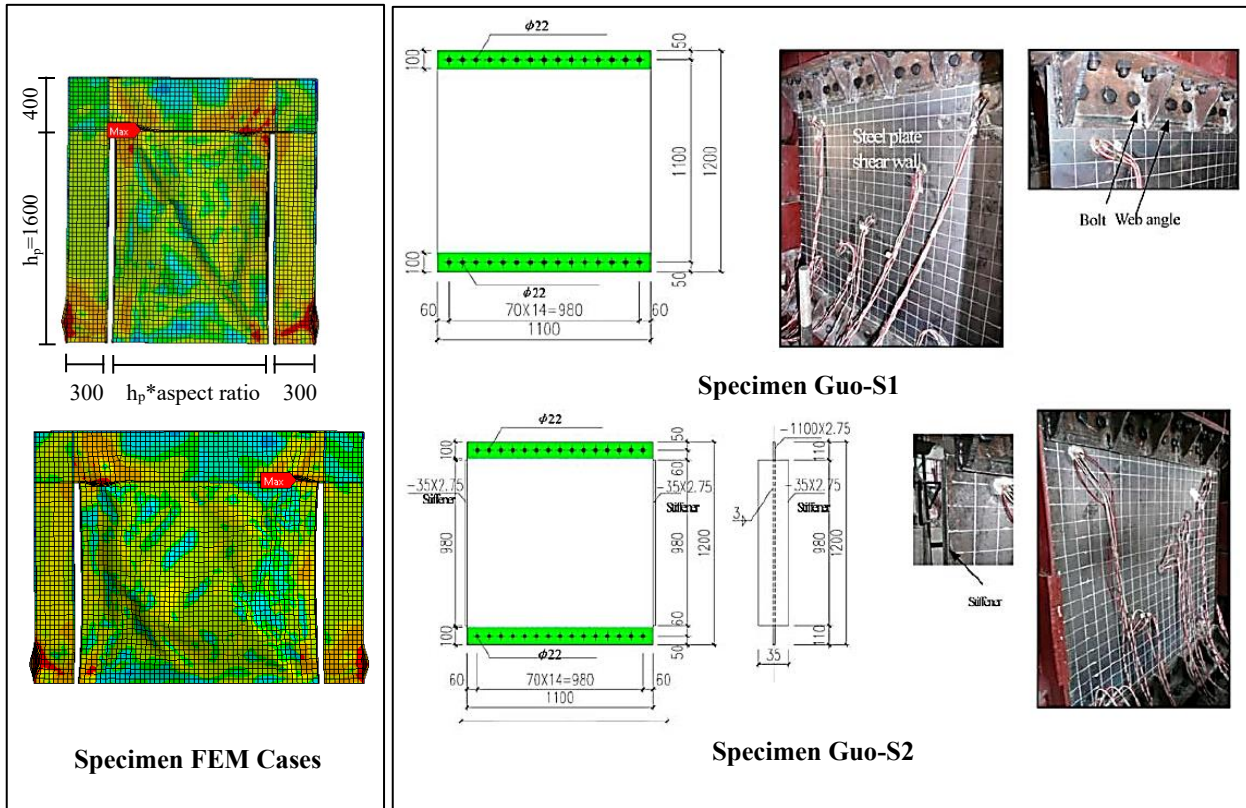 400
hp=1600
Max
300
hp*aspect ratio
300
Max
Specimen FEM Cases
ϕ22
100
50
1100
1200
100
50
ϕ22
60
70X14=980
60
1100
Steel plate
shear wall
Bolt
Web angle
Specimen Guo-S1
ϕ22
100
50
60
-35X2.75
Stiffener
-35X2.75
Stiffener
980
980
1200
60
100
50
ϕ22
60
70X14=980
60
1100
-1100X2.75
110
-35X2.75
Stiffener
3
980
1200
110
35
Stiffener
Specimen Guo-S2